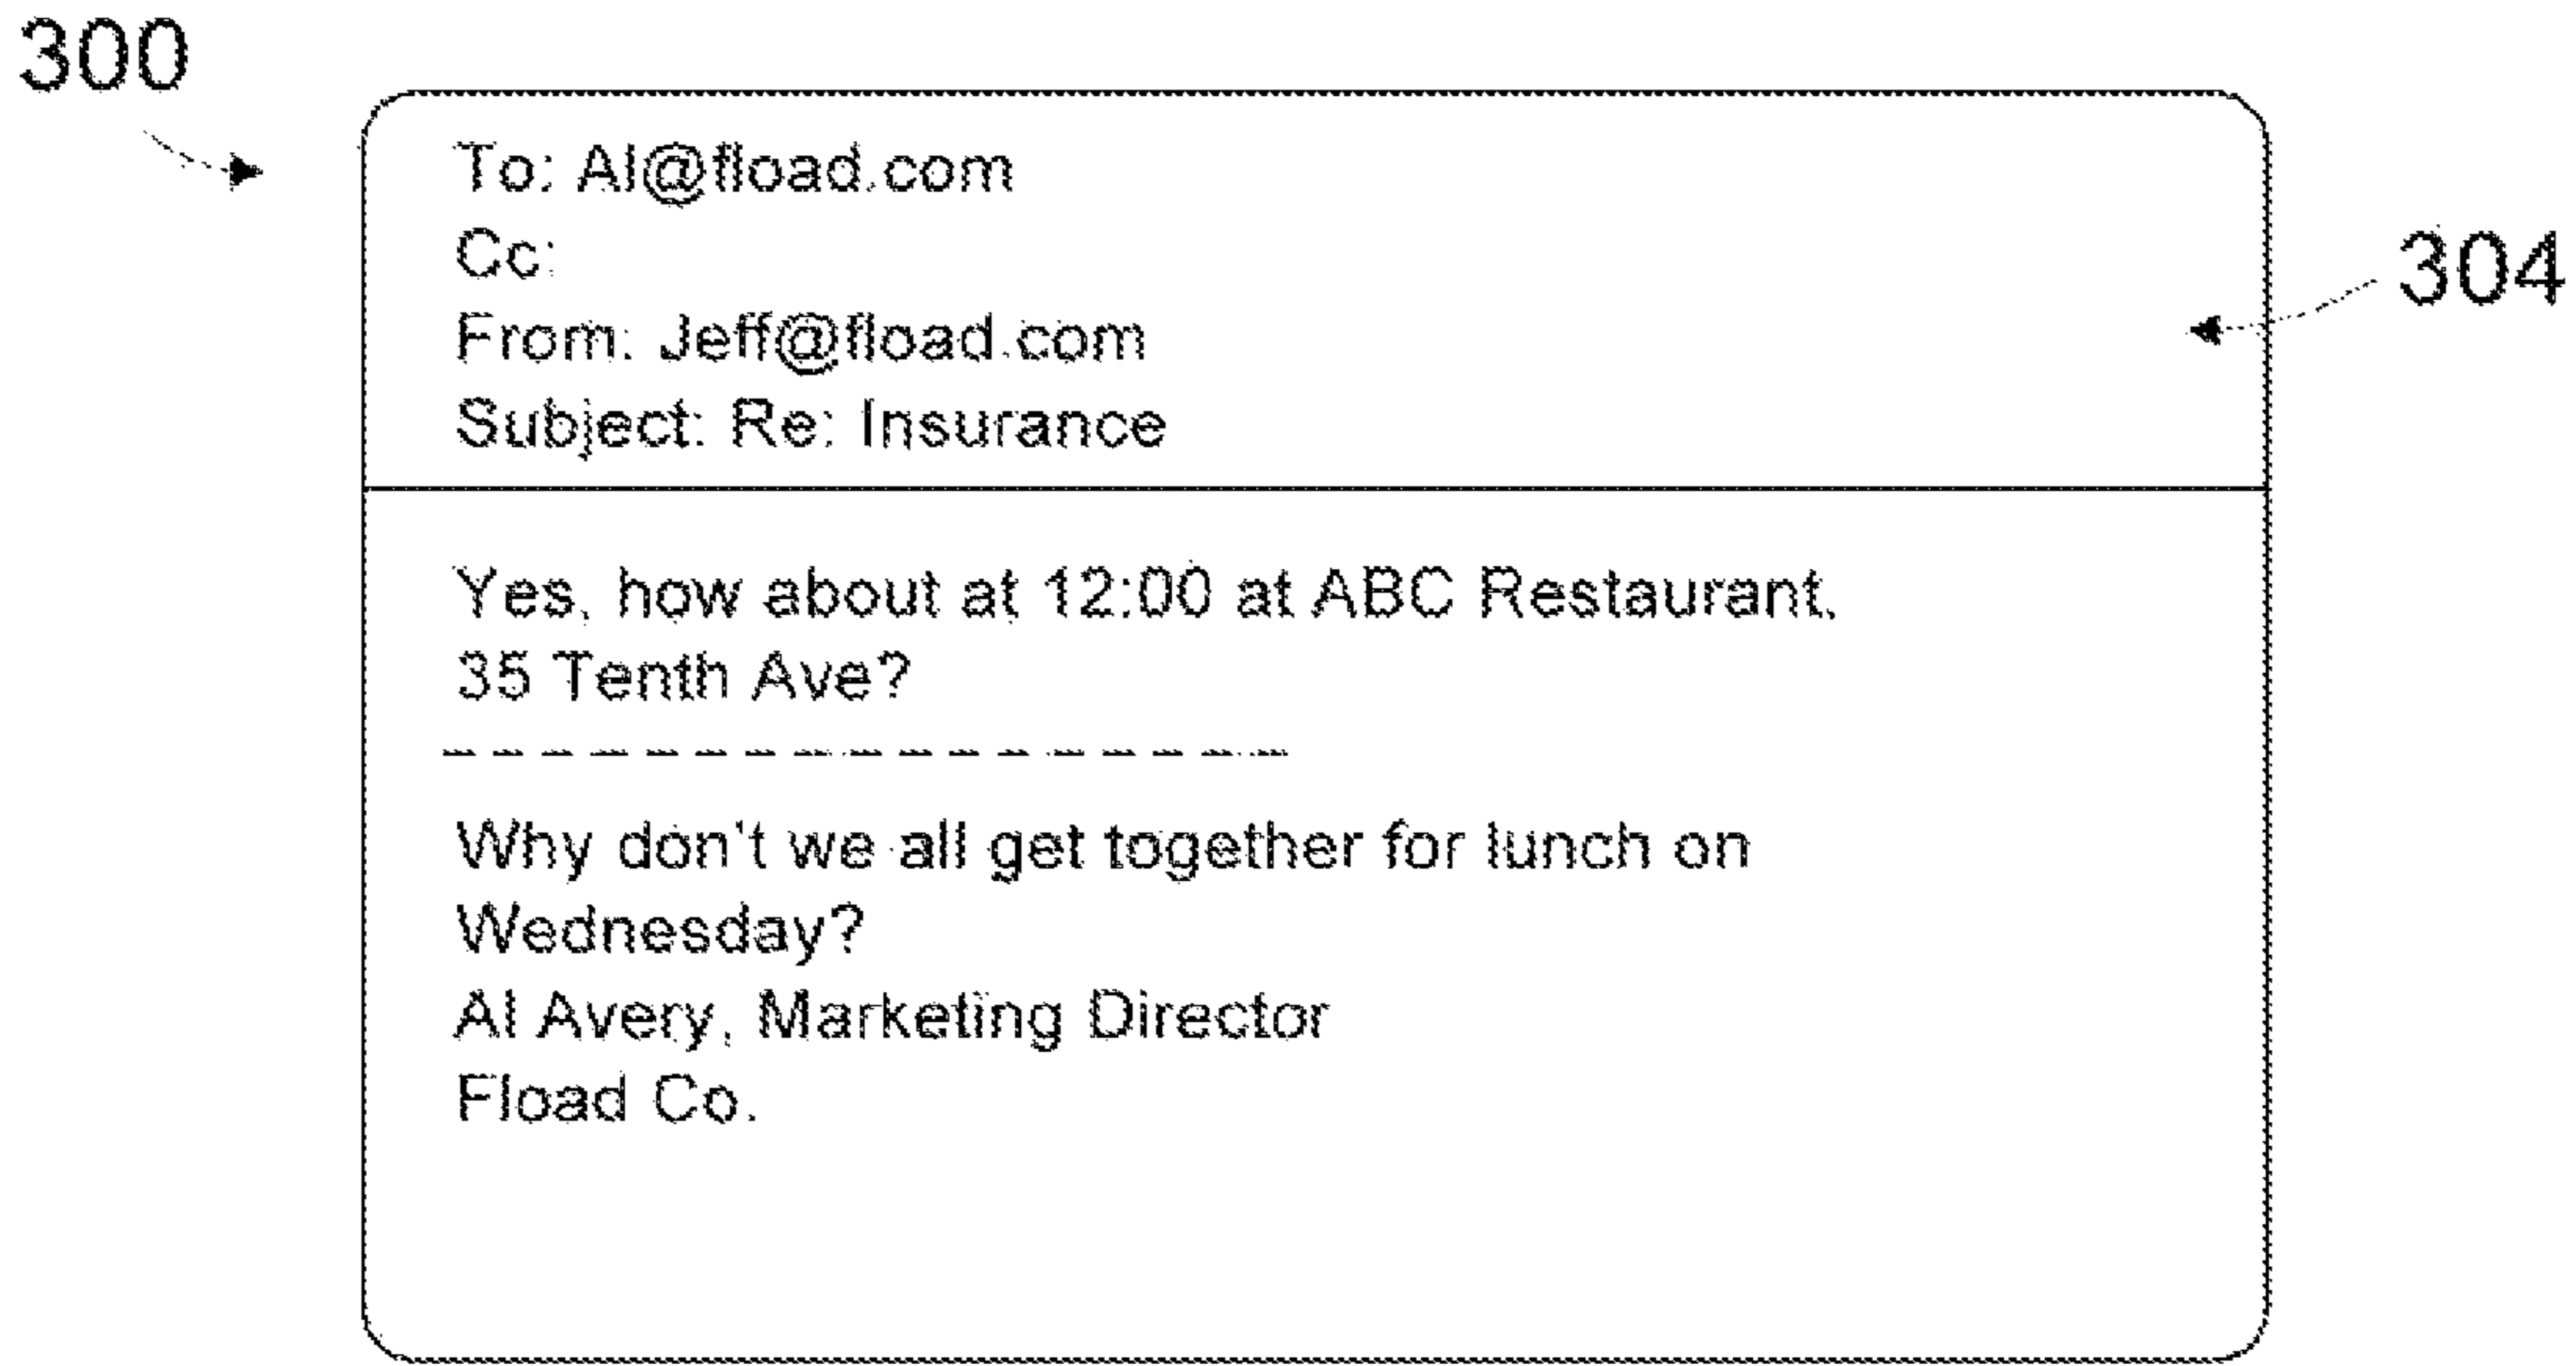 300
To: Al@fload.com
Cc:
From: Jeff@fload.com
304
Subject: Re: Insurance
Yes, how about at 12:00 at ABC Restaurant,
35 Tenth Ave?
Why don't we all get together for lunch on
Wednesday?
Al Avery, Marketing Director
Fload Co.